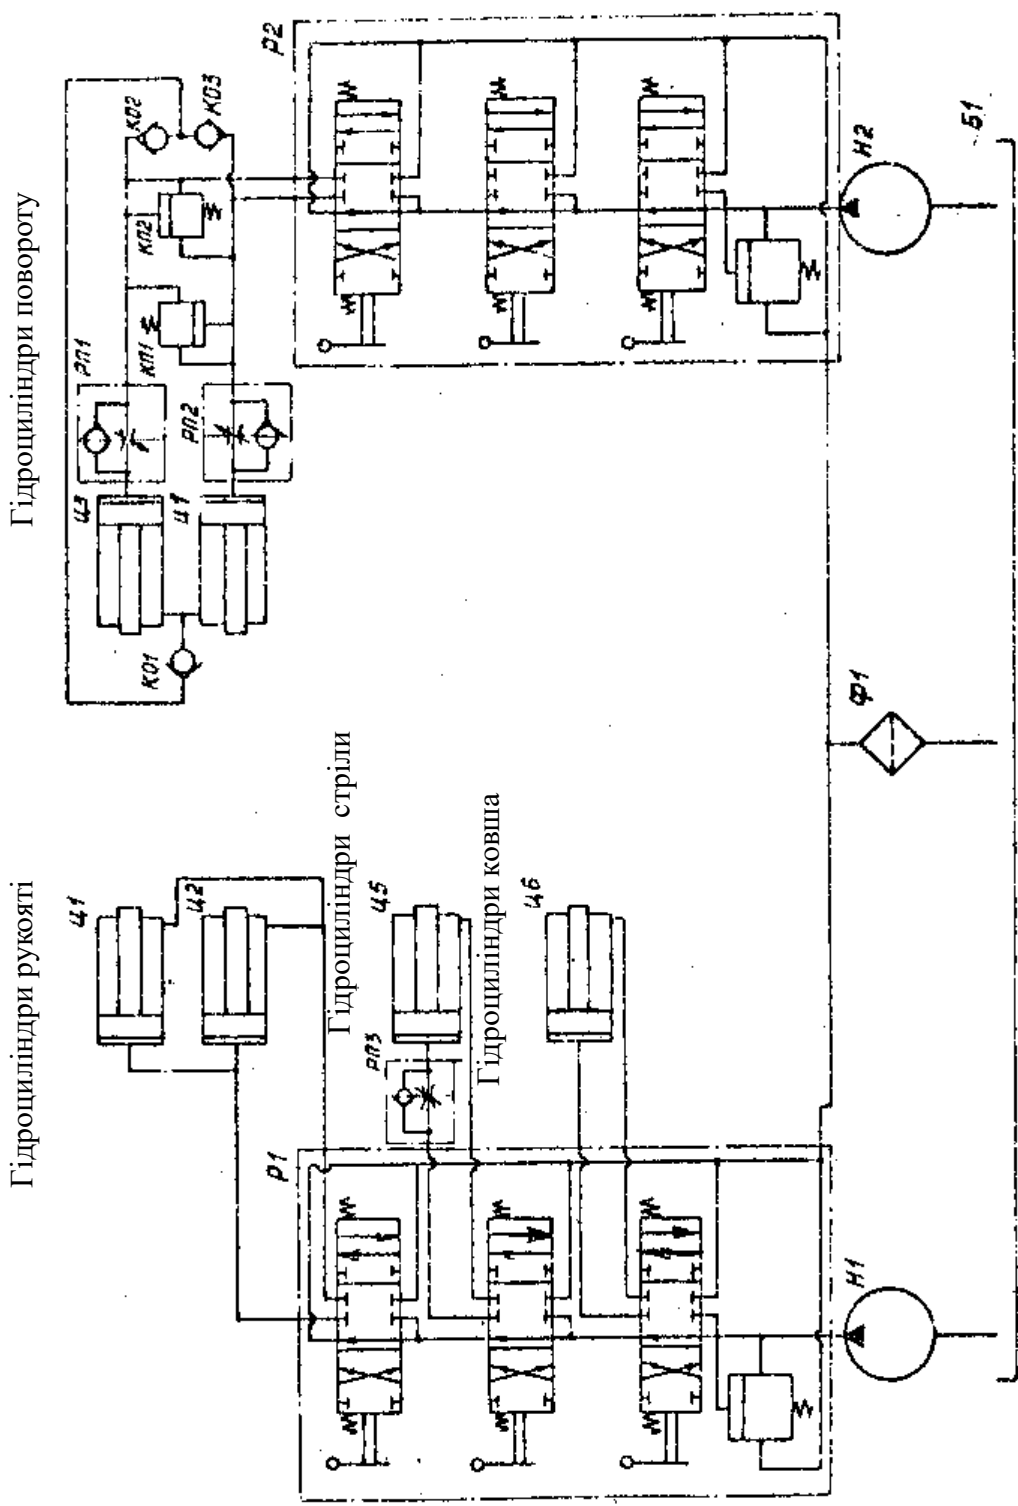 Гідроциліндри рукояті
Гідроциліндри повороту
Ц1
Ц2
Гідроциліндри стріли
Ц5
РП3
Гідроциліндри ковша
Ц6
Р1
Н1
КО1
Ц3
Ц1
РП1
РП2
КП1
КП2
КО2
КО3
Р2
Ф1
Н2
Б1